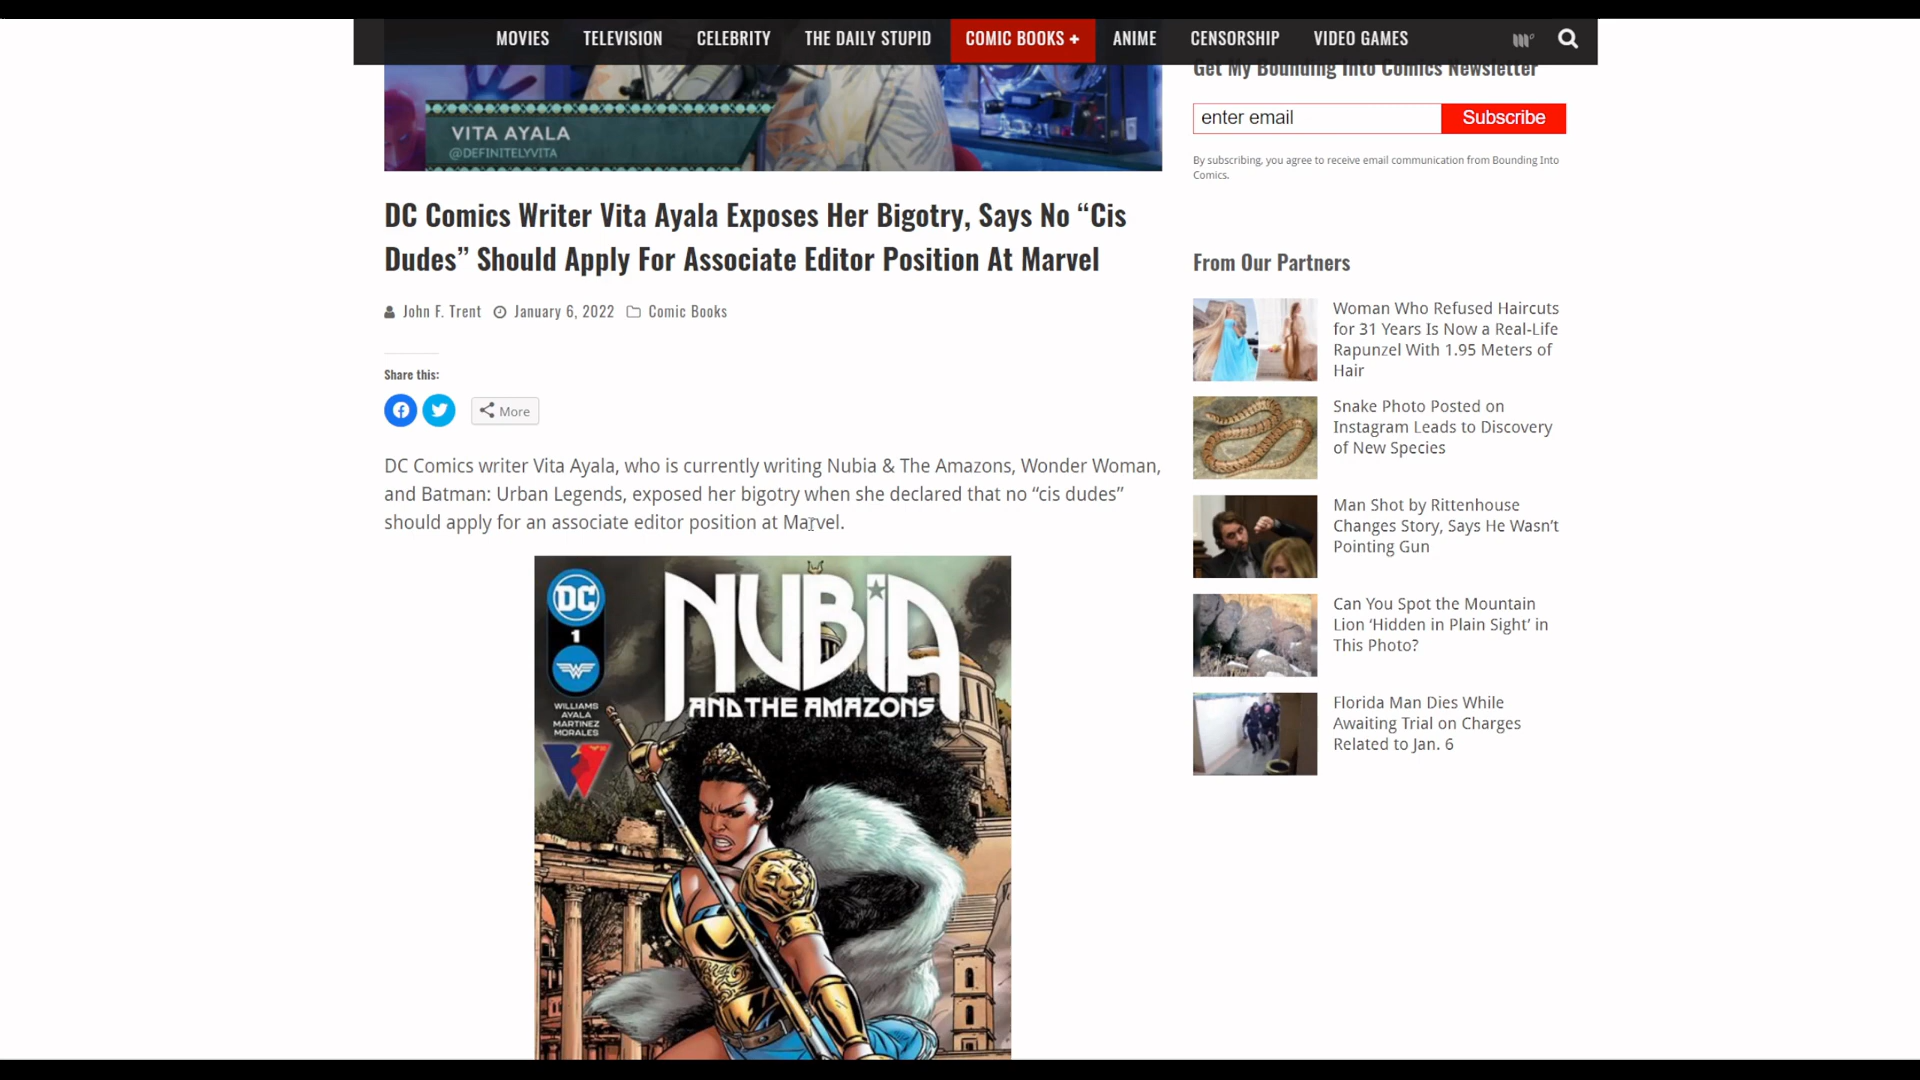 MOVIES TELEVISION CELEBRITY THE DAILY STUPID COMIC BOOKS + ANIME CENSORSHIP VIDEO GAMES
VITA AYALA
@DEFINITELYVITA
DC Comics Writer Vita Ayala Exposes Her Bigotry, Says No “Cis
Dudes” Should Apply For Associate Editor Position At Marvel
John F. Trent January 6, 2022 Comic Books
Share this:
More
DC Comics writer Vita Ayala, who is currently writing Nubia & The Amazons, Wonder Woman,
and Batman: Urban Legends, exposed her bigotry when she declared that no “cis dudes”
should apply for an associate editor position at Marvel.
DC
1
WILLIAMS
AYALA
MARTINEZ
MORALES
NUBIA
AND THE AMAZONS
Get My Bounding Into Comics Newsletter
enter email Subscribe
By subscribing, you agree to receive email communication from Bounding Into
Comics.
From Our Partners
Woman Who Refused Haircuts
for 31 Years Is Now a Real-Life
Rapunzel With 1.95 Meters of
Hair
Snake Photo Posted on
Instagram Leads to Discovery
of New Species
Man Shot by Rittenhouse
Changes Story, Says He Wasn’t
Pointing Gun
Can You Spot the Mountain
Lion ‘Hidden in Plain Sight’ in
This Photo?
Florida Man Dies While
Awaiting Trial on Charges
Related to Jan. 6